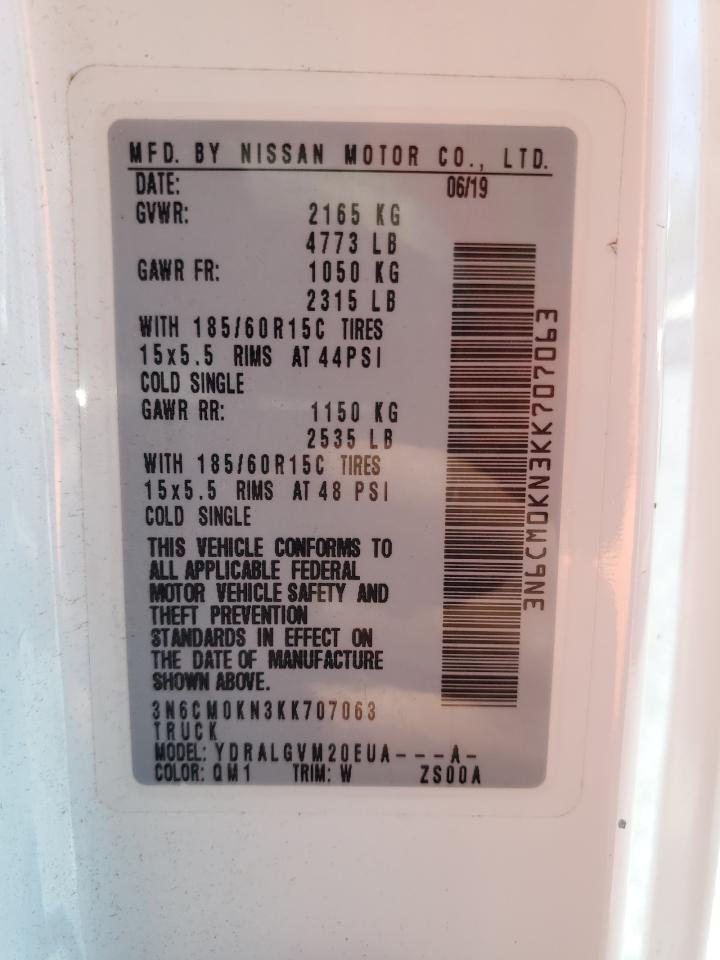 MFD. BY NISSAN MOTOR CO., LTD.
DATE: 06/19
GVWR: 2165 KG
4773 LB
GAWR FR: 1050 KG
2315 LB
WITH 185/60R15C TIRES
15x5.5 RIMS AT 44PSI
COLD SINGLE
GAWR RR: 1150 KG
2535 LB
WITH 185/60R15C TIRES
15x5.5 RIMS AT 48 PSI
COLD SINGLE
THIS VEHICLE CONFORMS TO
ALL APPLICABLE FEDERAL
MOTOR VEHICLE SAFETY AND
THEFT PREVENTION
STANDARDS IN EFFECT ON
THE DATE OF MANUFACTURE
SHOWN ABOVE.
3N6CM0KN3KK707063
TRUCK
MODEL: YDRALGVM20EUA---A-
COLOR: QM1 TRIM: W ZS00A
3N6CM0KN3KK707063